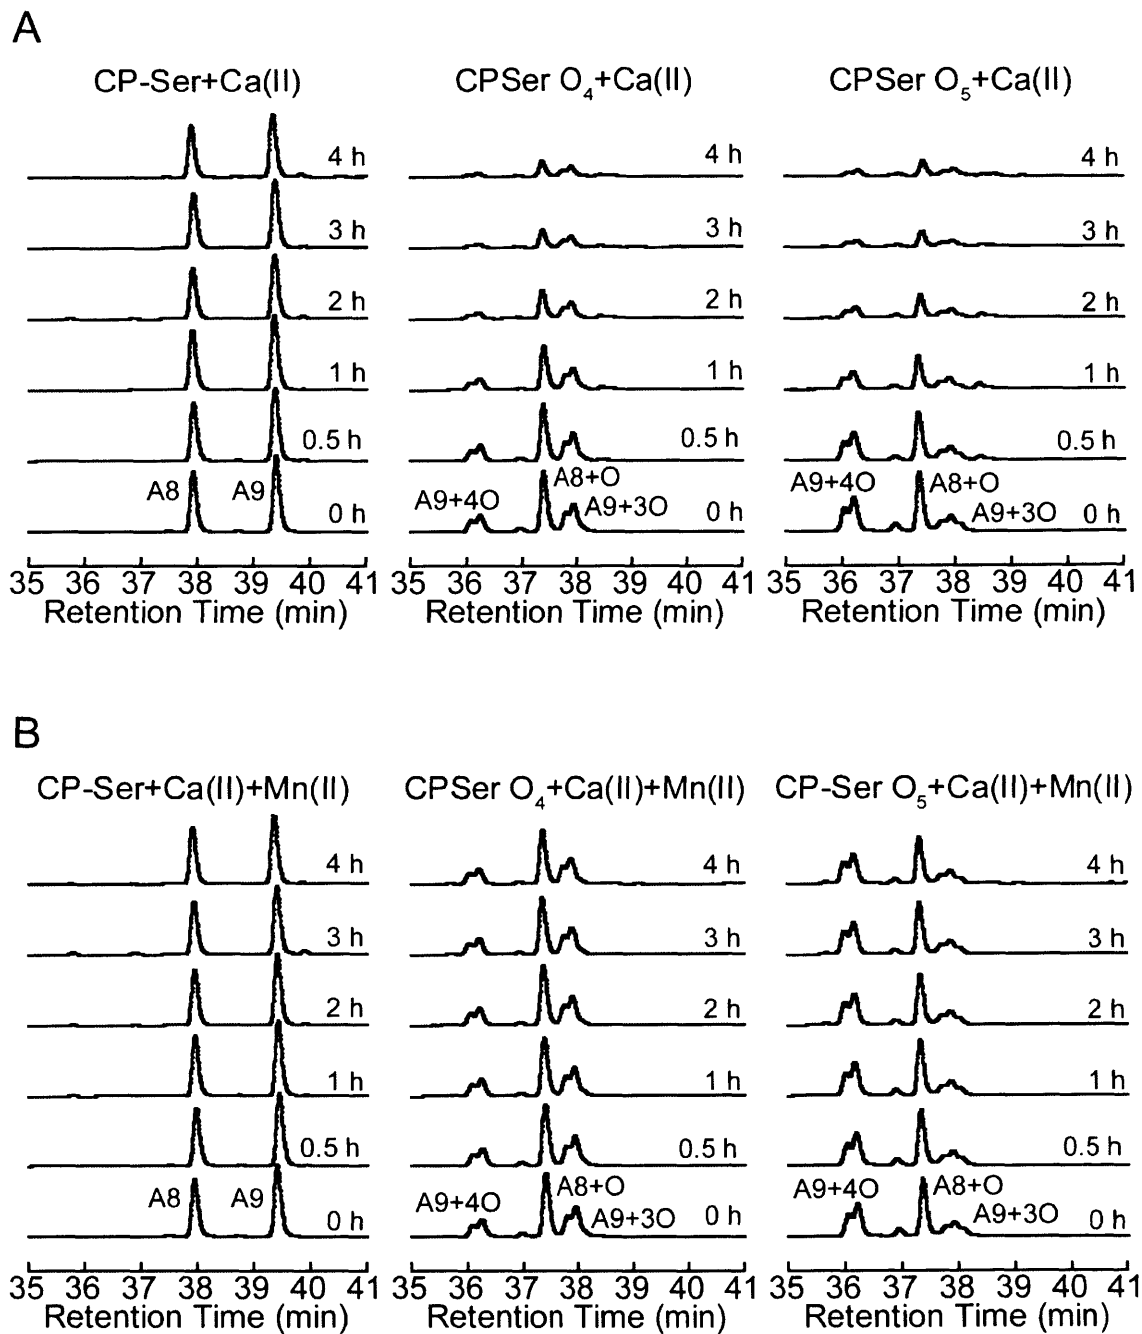 A
CP-Ser+Ca(II) CPSer O4+Ca(II) CPSer O5+Ca(II)
4 h 4 h 4 h
3 h 3 h 3 h
2 h 2 h 2 h
1 h 1 h 1 h
0.5 h 0.5 h 0.5 h
A8 A9 0 h A9+4O A8+O A9+3O 0 h A9+4O A8+O A9+3O 0 h
35 36 37 38 39 40 41 35 36 37 38 39 40 41 35 36 37 38 39 40 41
Retention Time (min) Retention Time (min) Retention Time (min)
B
CP-Ser+Ca(II)+Mn(II) CPSer O4+Ca(II)+Mn(II) CP-Ser O5+Ca(II)+Mn(II)
4 h 4 h 4 h
3 h 3 h 3 h
2 h 2 h 2 h
1 h 1 h 1 h
0.5 h 0.5 h 0.5 h
A8 A9 0 h A9+4O A8+O A9+3O 0 h A9+4O A8+O A9+3O 0 h
35 36 37 38 39 40 41 35 36 37 38 39 40 41 35 36 37 38 39 40 41
Retention Time (min) Retention Time (min) Retention Time (min)